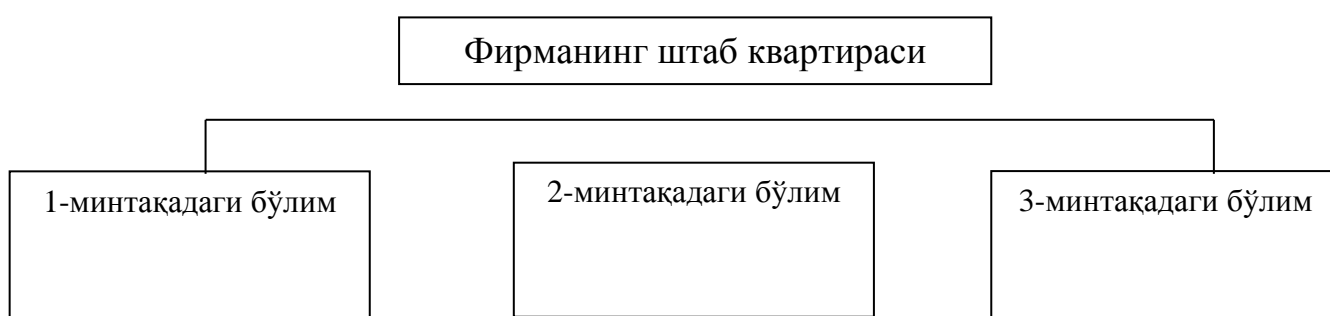 Фирманинг штаб квартираси
1-минтақадаги бўлим
2-минтақадаги бўлим
3-минтақадаги бўлим